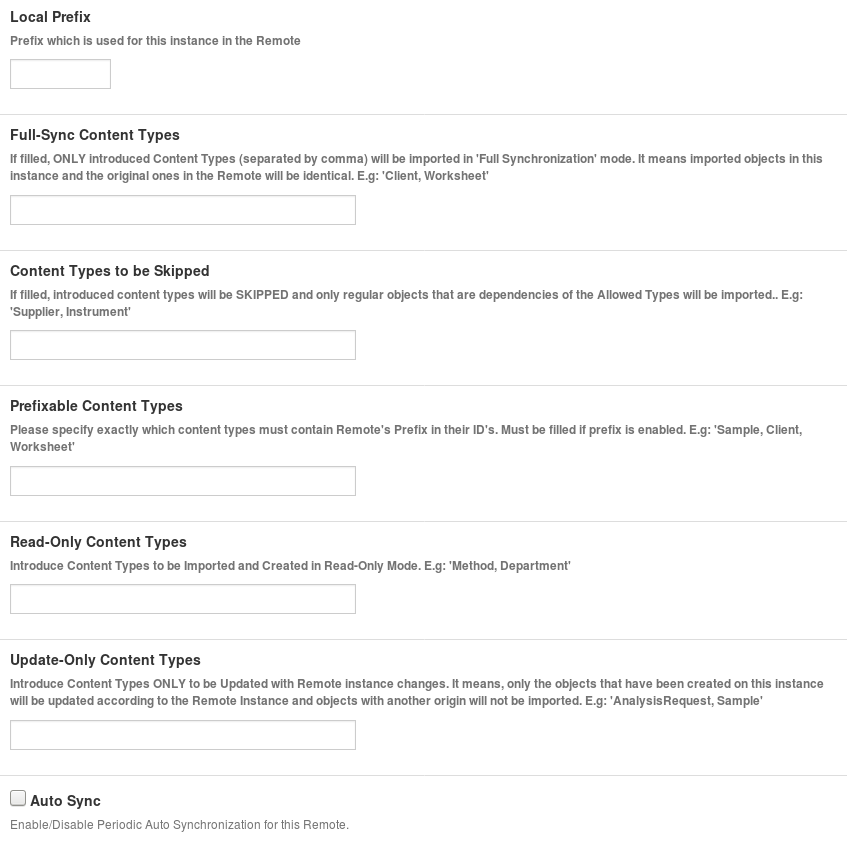 Local Prefix
Prefix which is used for this instance in the Remote
Full-Sync Content Types
If filled, ONLY introduced Content Types (separated by comma) will be imported in 'Full Synchronization' mode. It means imported objects in this
instance and the original ones in the Remote will be identical. E.g: 'Client, Worksheet'
Content Types to be Skipped
If filled, introduced content types will be SKIPPED and only regular objects that are dependencies of the Allowed Types will be imported.. E.g:
'Supplier, Instrument'
Prefixable Content Types
Please specify exactly which content types must contain Remote's Prefix in their ID's. Must be filled if prefix is enabled. E.g: 'Sample, Client,
Worksheet'
Read-Only Content Types
Introduce Content Types to be Imported and Created in Read-Only Mode. E.g: 'Method, Department'
Update-Only Content Types
Introduce Content Types ONLY to be Updated with Remote instance changes. It means, only the objects that have been created on this instance
will be updated according to the Remote Instance and objects with another origin will not be imported. E.g: 'AnalysisRequest, Sample'
Auto Sync
Enable/Disable Periodic Auto Synchronization for this Remote.